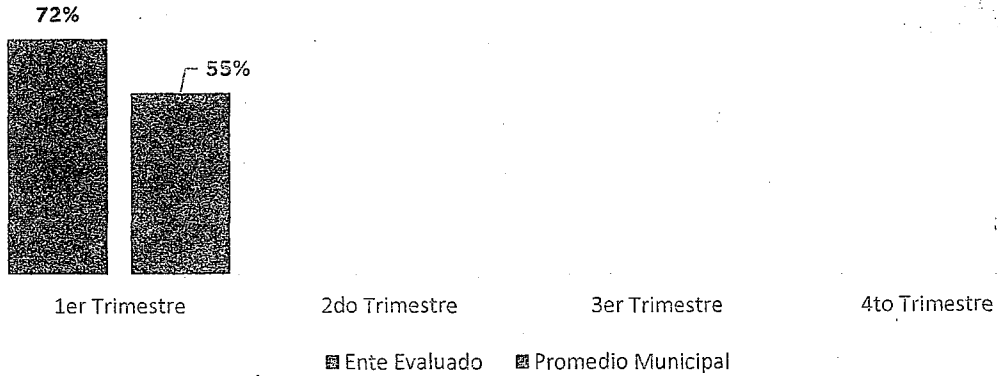 72%
55%
1er Trimestre 2do Trimestre 3er Trimestre 4to Trimestre
Ente Evaluado Promedio Municipal